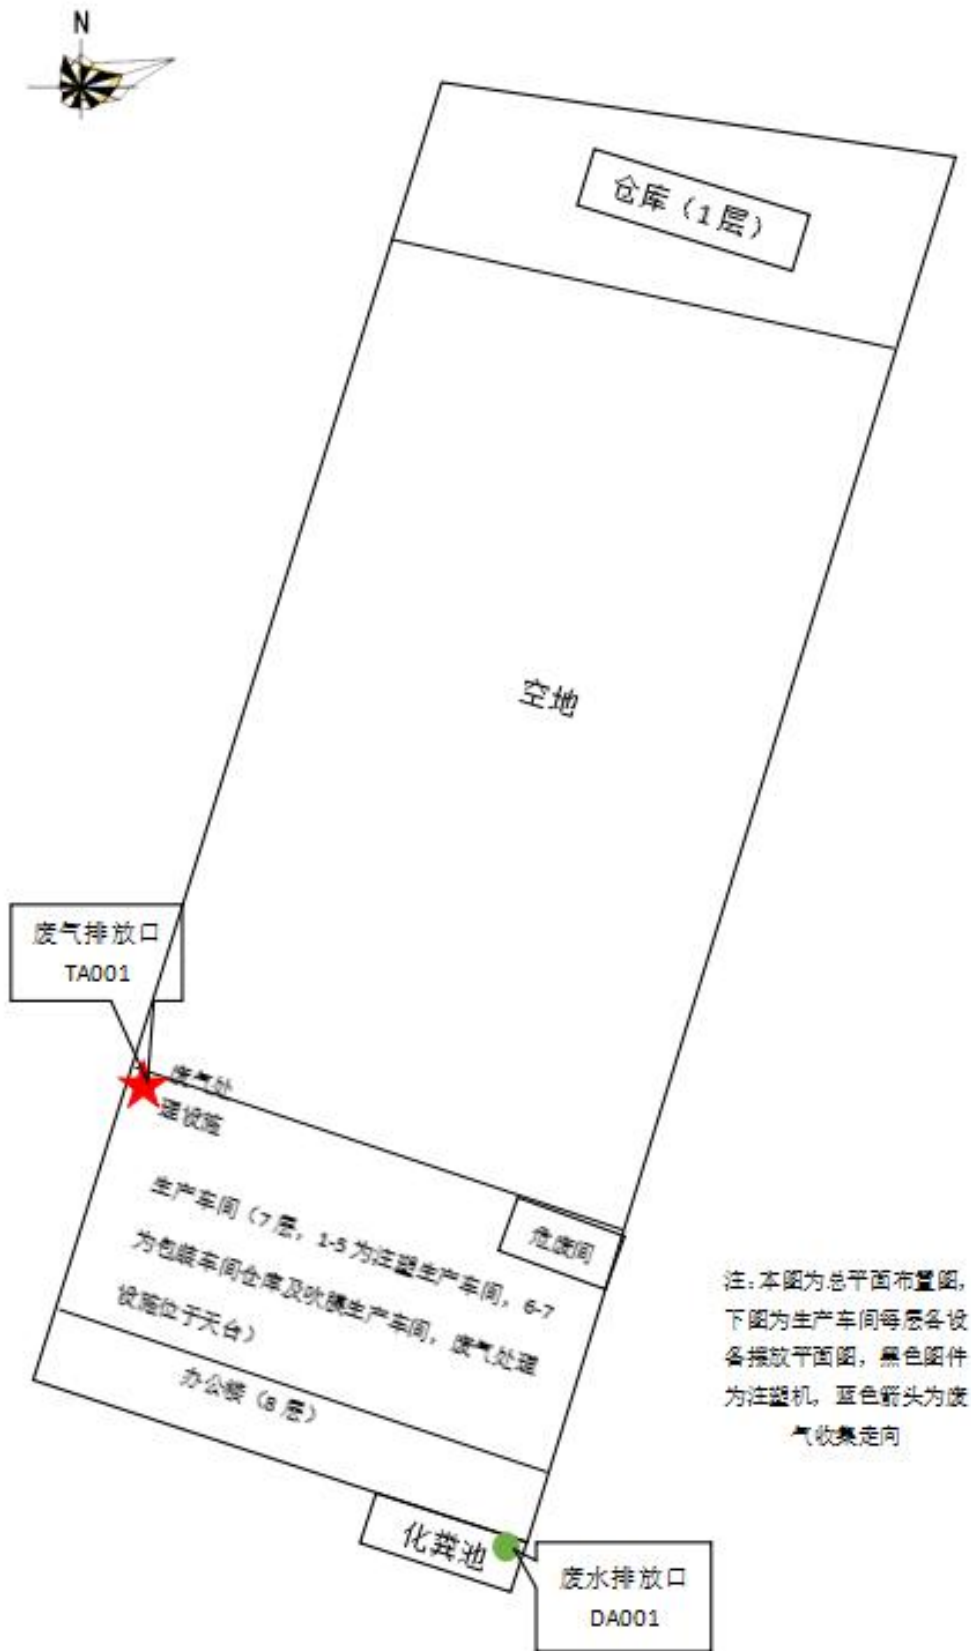 N
仓库（1层）
空地
废气排放口
TA001
废气处
理设施
生产车间（7层，1-5为注塑生产车间，6-7
为包装车间仓库及吹膜生产车间，废气处理
设施位于天台）
危废间
办公楼（8层）
注：本图为总平面布置图，
下图为生产车间每层各设
备摆放平面图，黑色图件
为注塑机，蓝色箭头为废
气收集走向
化粪池
废水排放口
DA001